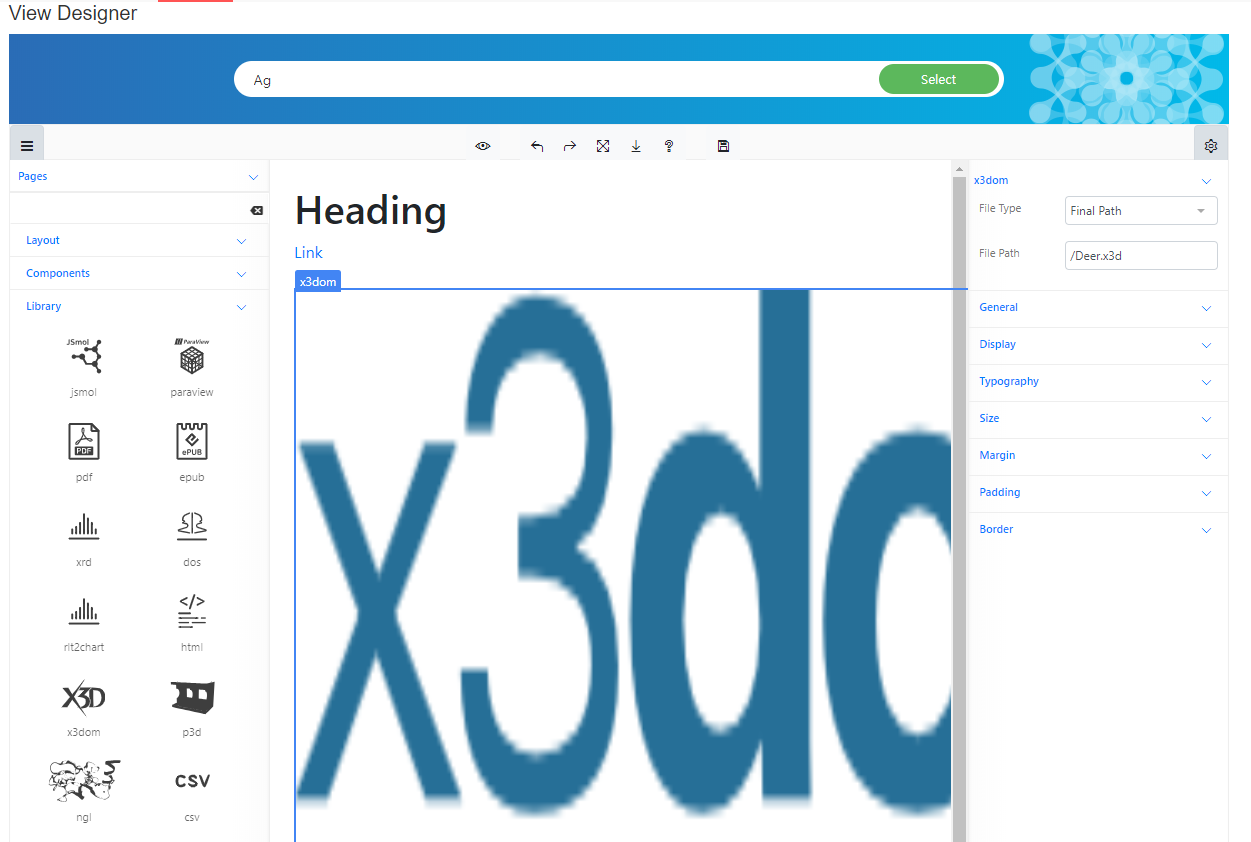 View Designer
Ag
Select
Pages
Layout
Components
Library
JSmol
jsmol
ParaView
paraview
PDF
pdf
ePUB
epub
xrd
dos
rit2chart
</>
html
X3D
x3dom
p3d
ngl
CSV
csv
Heading
Link
x3dom
x3do
x3dom
File Type
Final Path
File Path
/Deer.x3d
General
Display
Typography
Size
Margin
Padding
Border